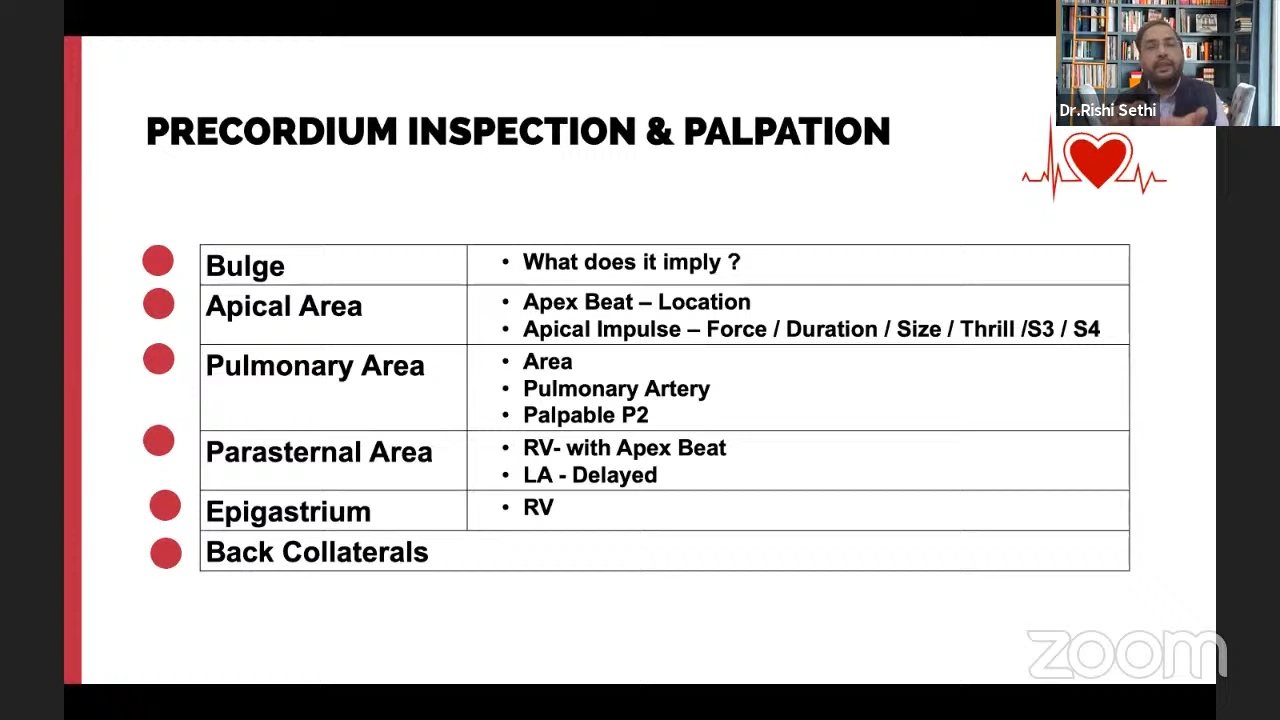 Dr.Rishi Sethi
PRECORDIUM INSPECTION & PALPATION
Bulge
• What does it imply ?
Apical Area
• Apex Beat – Location
• Apical Impulse – Force / Duration / Size / Thrill /S3 / S4
Pulmonary Area
• Area
• Pulmonary Artery
• Palpable P2
Parasternal Area
• RV- with Apex Beat
• LA - Delayed
Epigastrium
• RV
Back Collaterals
zoom